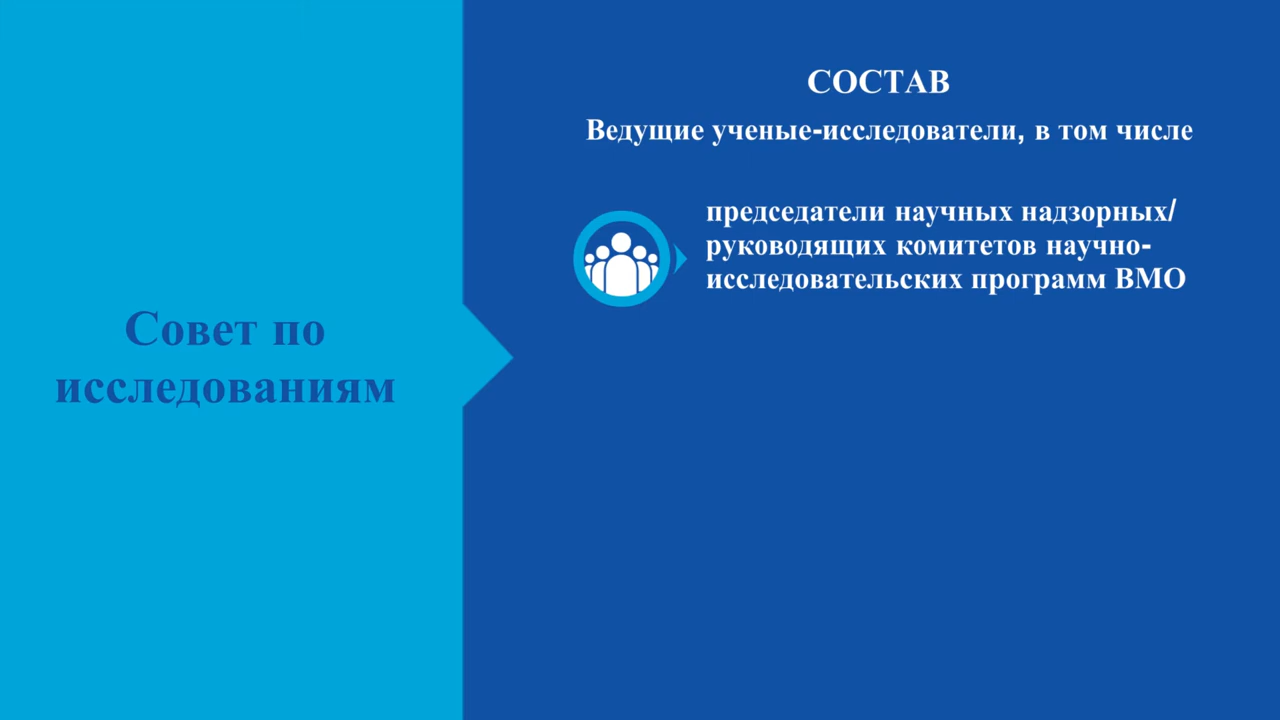 Совет по
исследованиям
СОСТАВ
Ведущие ученые-исследователи, в том числе
председатели научных надзорных/
руководящих комитетов научно-
исследовательских программ ВМО